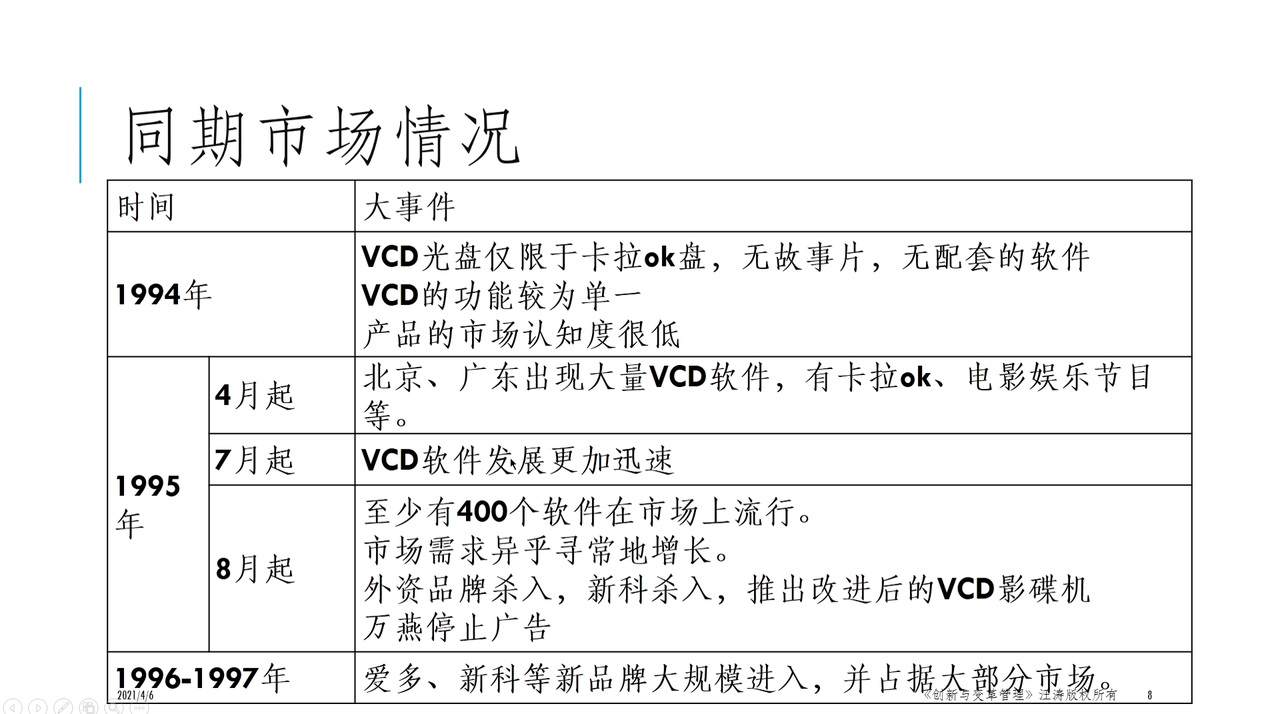 同期市场情况
时间
大事件
1994年
VCD光盘仅限于卡拉ok盘，无故事片，无配套的软件
VCD的功能较为单一
产品的市场认知度很低
1995
年
4月起
北京、广东出现大量VCD软件，有卡拉ok、电影娱乐节目
等。
7月起
VCD软件发展更加迅速
8月起
至少有400个软件在市场上流行。
市场需求异乎寻常地增长。
外资品牌杀入，新科杀入，推出改进后的VCD影碟机
万燕停止广告
1996-1997年
爱多、新科等新品牌大规模进入，并占据大部分市场。
2021/4/6
《创新与变革管理》汪涛版权所有
8